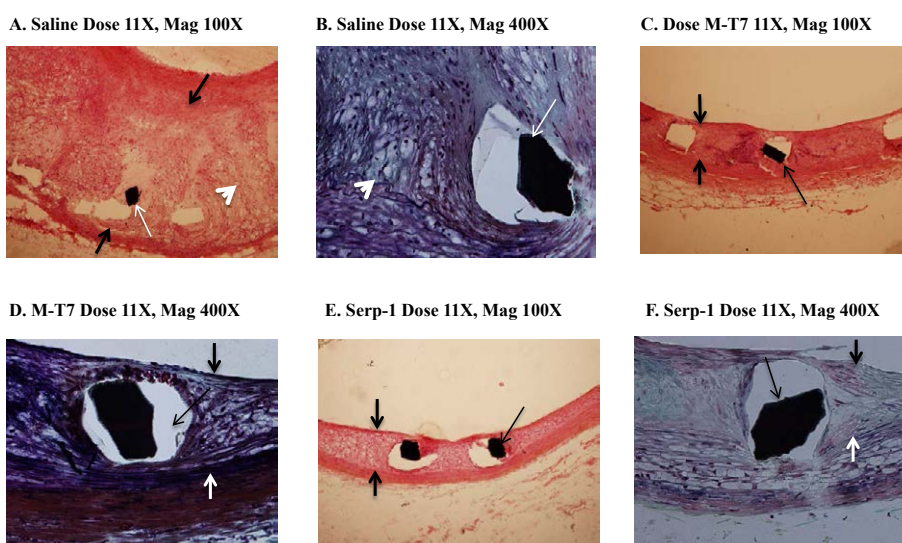 A. Saline Dose 11X, Mag 100X
B. Saline Dose 11X, Mag 400X
C. Dose M-T7 11X, Mag 100X
D. M-T7 Dose 11X, Mag 400X
E. Serp-1 Dose 11X, Mag 100X
F. Serp-1 Dose 11X, Mag 400X